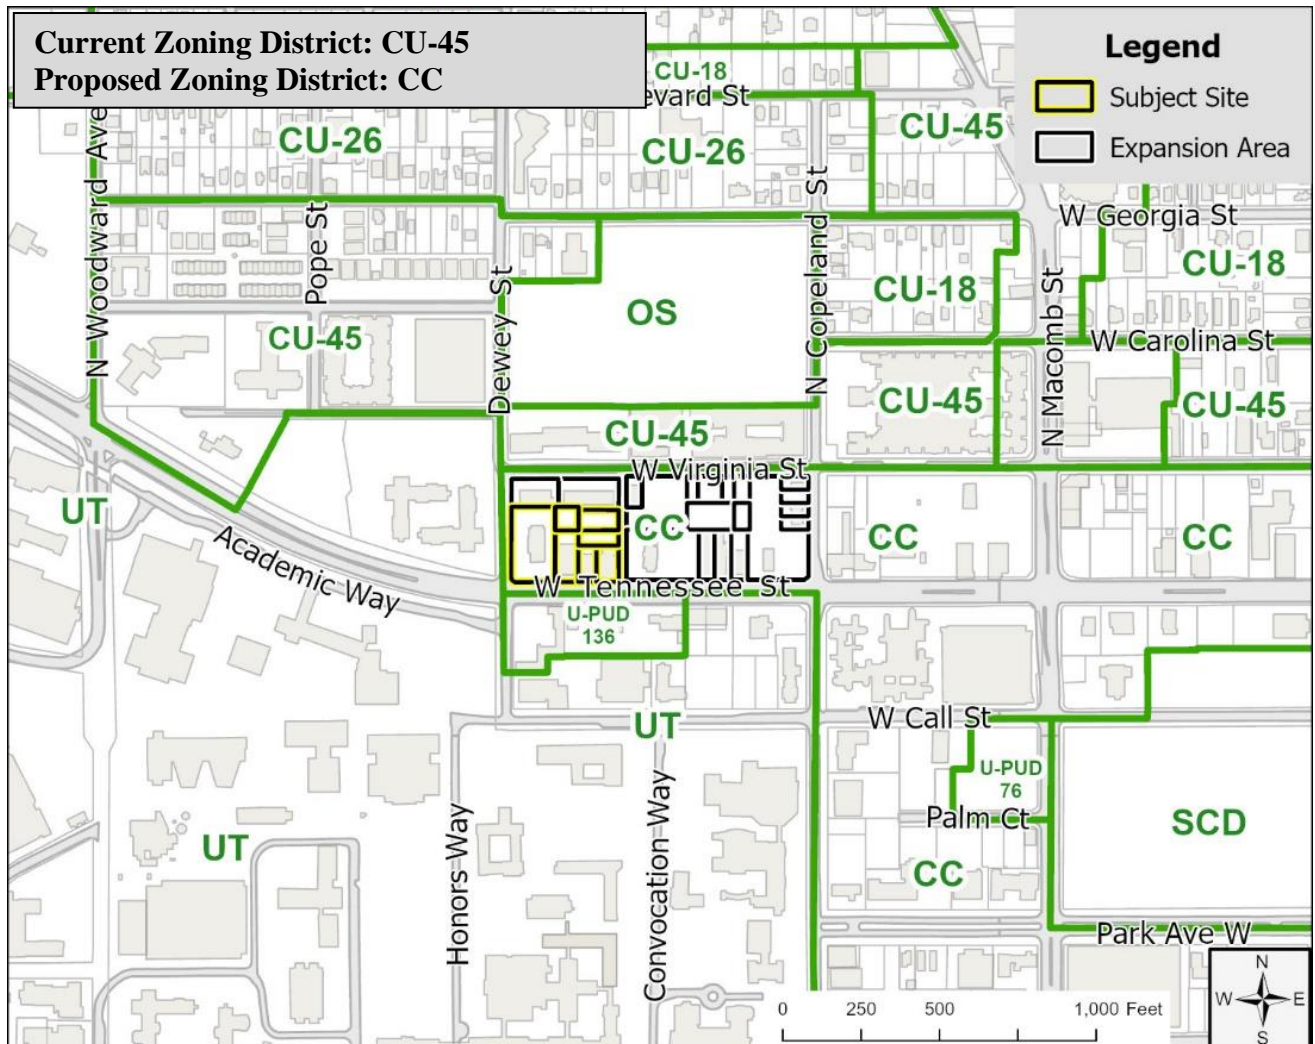 Current Zoning District: CU-45
Proposed Zoning District: CC
Legend
Subject Site
Expansion Area
CU-18
evard St
CU-26
CU-26
CU-45
N Woodward Ave
Pope St
Dewey St
N Copeland St
N Macomb St
W Georgia St
CU-18
OS
CU-18
CU-45
W Carolina St
CU-45
CU-45
CU-45
W Virginia St
UT
CC
CC
CC
Academic Way
W Tennessee St
U-PUD
136
UT
W Call St
U-PUD
76
Palm Ct
SCD
UT
Honors Way
Convocation Way
CC
Park Ave W
N
W E
S
0 250 500 1,000 Feet